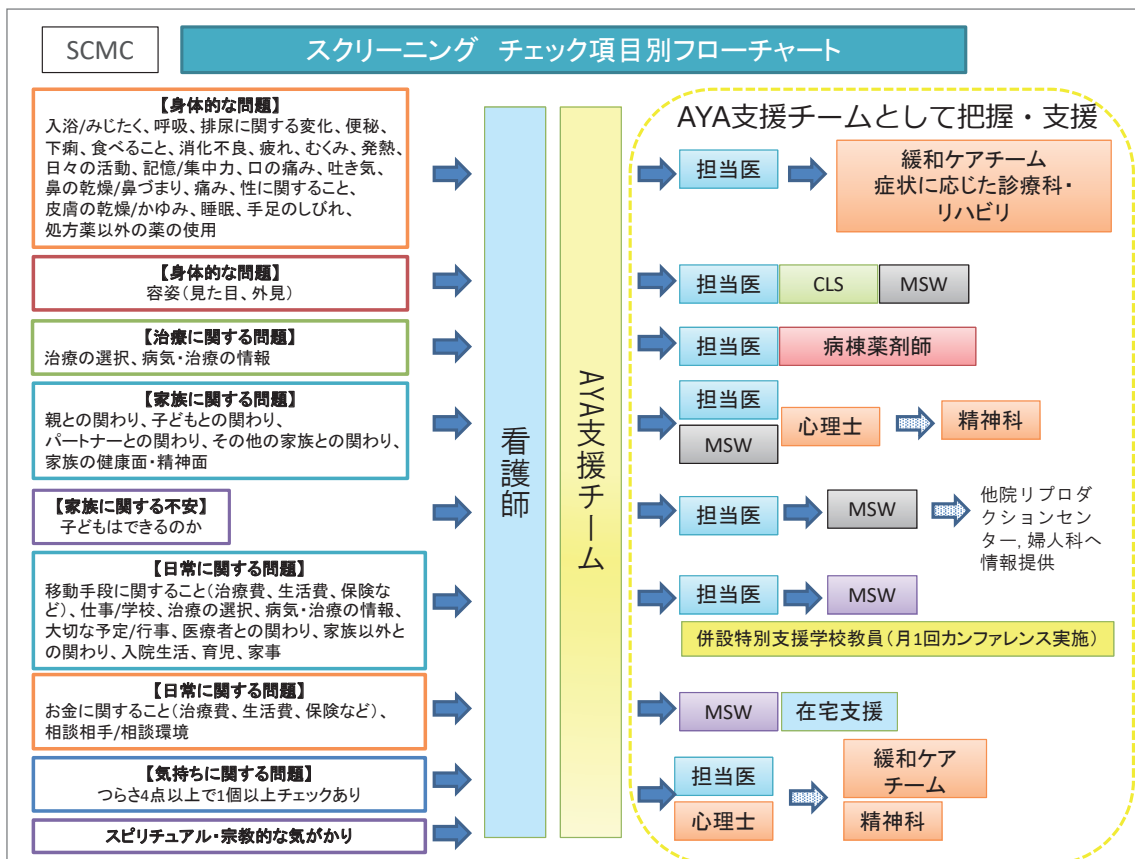 SCMC
スクリーニング チェック項目別フローチャート
【身体的な問題】
入浴/みじたく、呼吸、排尿に関する変化、便秘、
下痢、食べること、消化不良、疲れ、むくみ、発熱、
日々の活動、記憶/集中力、口の痛み、吐き気、
鼻の乾燥/鼻づまり、痛み、性に関すること、
皮膚の乾燥/かゆみ、睡眠、手足のしびれ、
処方薬以外の薬の使用
【身体的な問題】
容姿(見た目、外見)
【治療に関する問題】
治療の選択、病気・治療の情報
【家族に関する問題】
親との関わり、子どもとの関わり、
パートナーとの関わり、その他の家族との関わり、
家族の健康面・精神面
【家族に関する不安】
子どもはできるのか
【日常に関する問題】
移動手段に関すること(治療費、生活費、保険な
ど)、仕事/学校、治療の選択、病気・治療の情報、
大切な予定/行事、医療者との関わり、家族以外と
の関わり、入院生活、育児、家事
【日常に関する問題】
お金に関すること(治療費、生活費、保険など)、
相談相手/相談環境
【気持ちに関する問題】
つらさ4点以上で1個以上チェックあり
スピリチュアル・宗教的な気がかり
看護師
AYA支援チーム
AYA支援チームとして把握・支援
担当医
緩和ケアチーム
症状に応じた診療科・
リハビリ
担当医 CLS MSW
担当医 病棟薬剤師
担当医
MSW
心理士
精神科
担当医
MSW
他院リプロダ
クションセン
ター, 婦人科へ
情報提供
担当医
MSW
併設特別支援学校教員(月1回カンファレンス実施)
MSW 在宅支援
担当医
心理士
緩和ケア
チーム
精神科